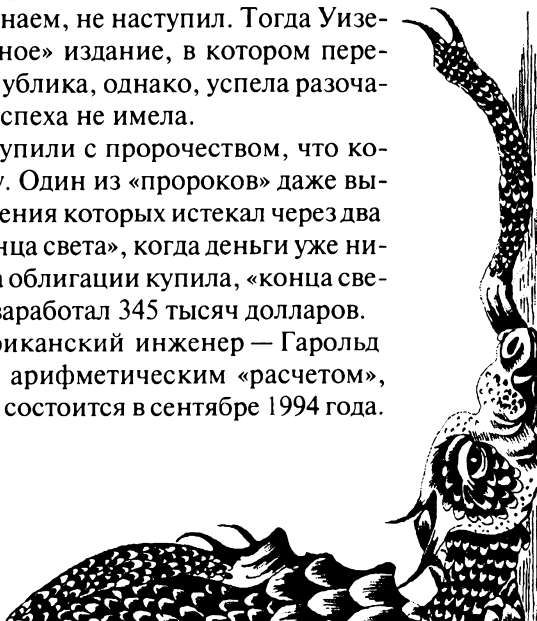 наем, не наступил. Тогда Уизе-
ное» издание, в котором пере-
ублика, однако, успела разоча-
спеха не имела.
упили с пророчеством, что ко-
у. Один из «пророков» даже вы-
ения которых истекал через два
нца света», когда деньги уже ни-
а облигации купила, «конца све-
заработал 345 тысяч долларов.
риканский инженер — Гарольд
арифметическим «расчетом»,
состоится в сентябре 1994 года.